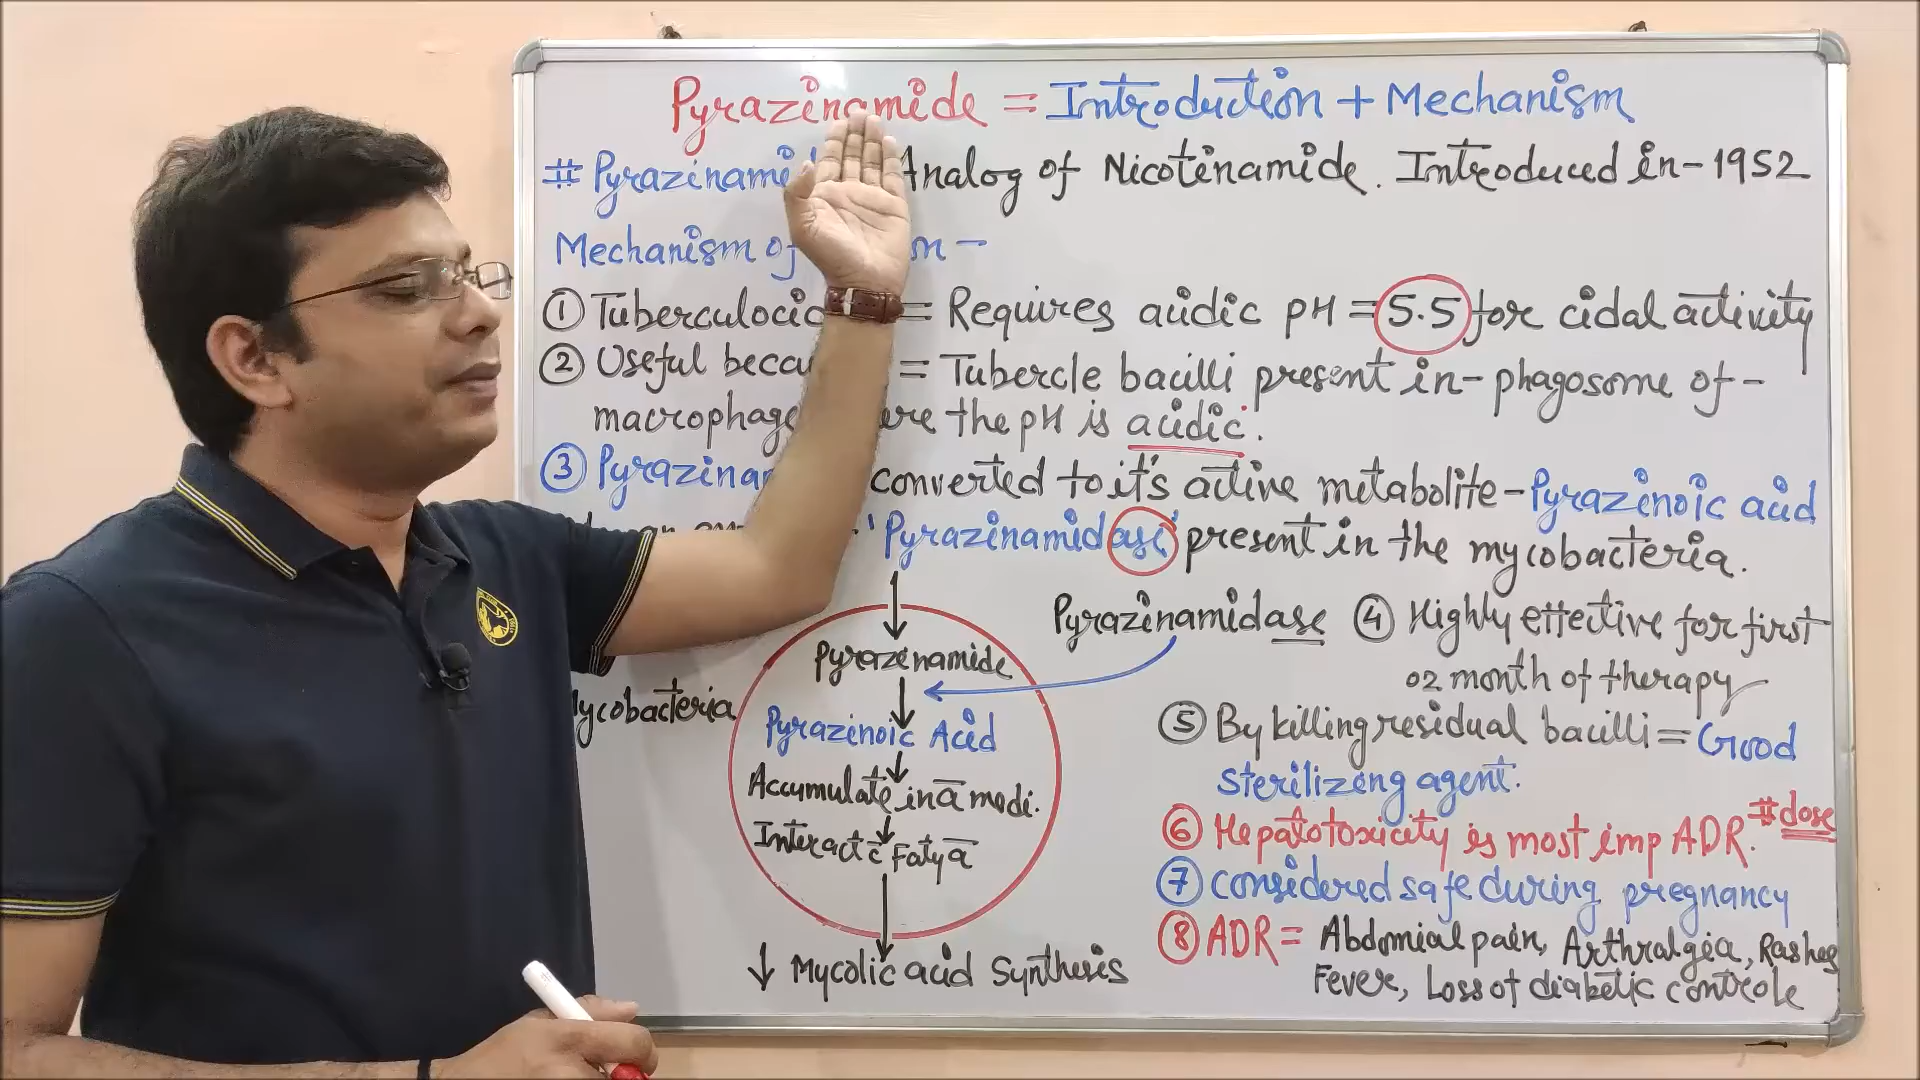 Pyrazinamide = Introduction + Mechanism
# Pyrazinami Analog of Nicotinamide. Introduced in-1952
Mechanism of n –
① Tuberculocid = Requires acidic pH = 5.5 for cidal activity
② Useful becau = Tubercle bacilli present in- phagosome of -
macrophage ere the pH is acidic.
③ Pyrazinam converted to it's active metabolite-Pyrazinoic acid
'Pyrazinamidase' present in the mycobacteria.
Pyrazinamidase
Pyrazinamide
ycobacteria
Pyrazinoic Acid
Accumulate in a medi.
Interact c Faty a
↓ Mycolic acid Synthesis
④ Highly effective for first
02 month of therapy
⑤ By killing residual bacilli = Good
Sterilizing agent.
⑥ Hepatotoxicity is most imp ADR. # dose
⑦ considered safe during pregnancy
⑧ ADR = Abdomial pain, Arthralgia, Rashes
Fever, Loss of diabetic controle